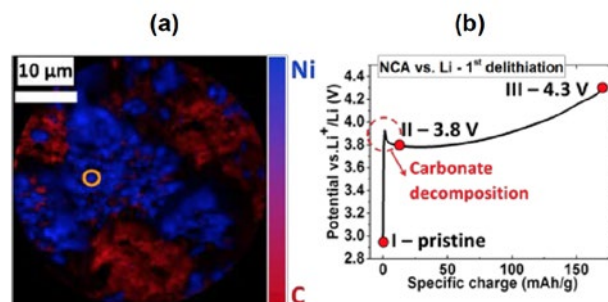 (a)
10 μm
Ni
C
(b)
NCA vs. Li - 1st delithiation
Potential vs.Li+/Li (V)
4.4
4.2
4.0
3.8
3.6
3.4
3.2
3.0
2.8
III – 4.3 V
II – 3.8 V
Carbonate
decomposition
I – pristine
0 50 100 150
Specific charge (mAh/g)